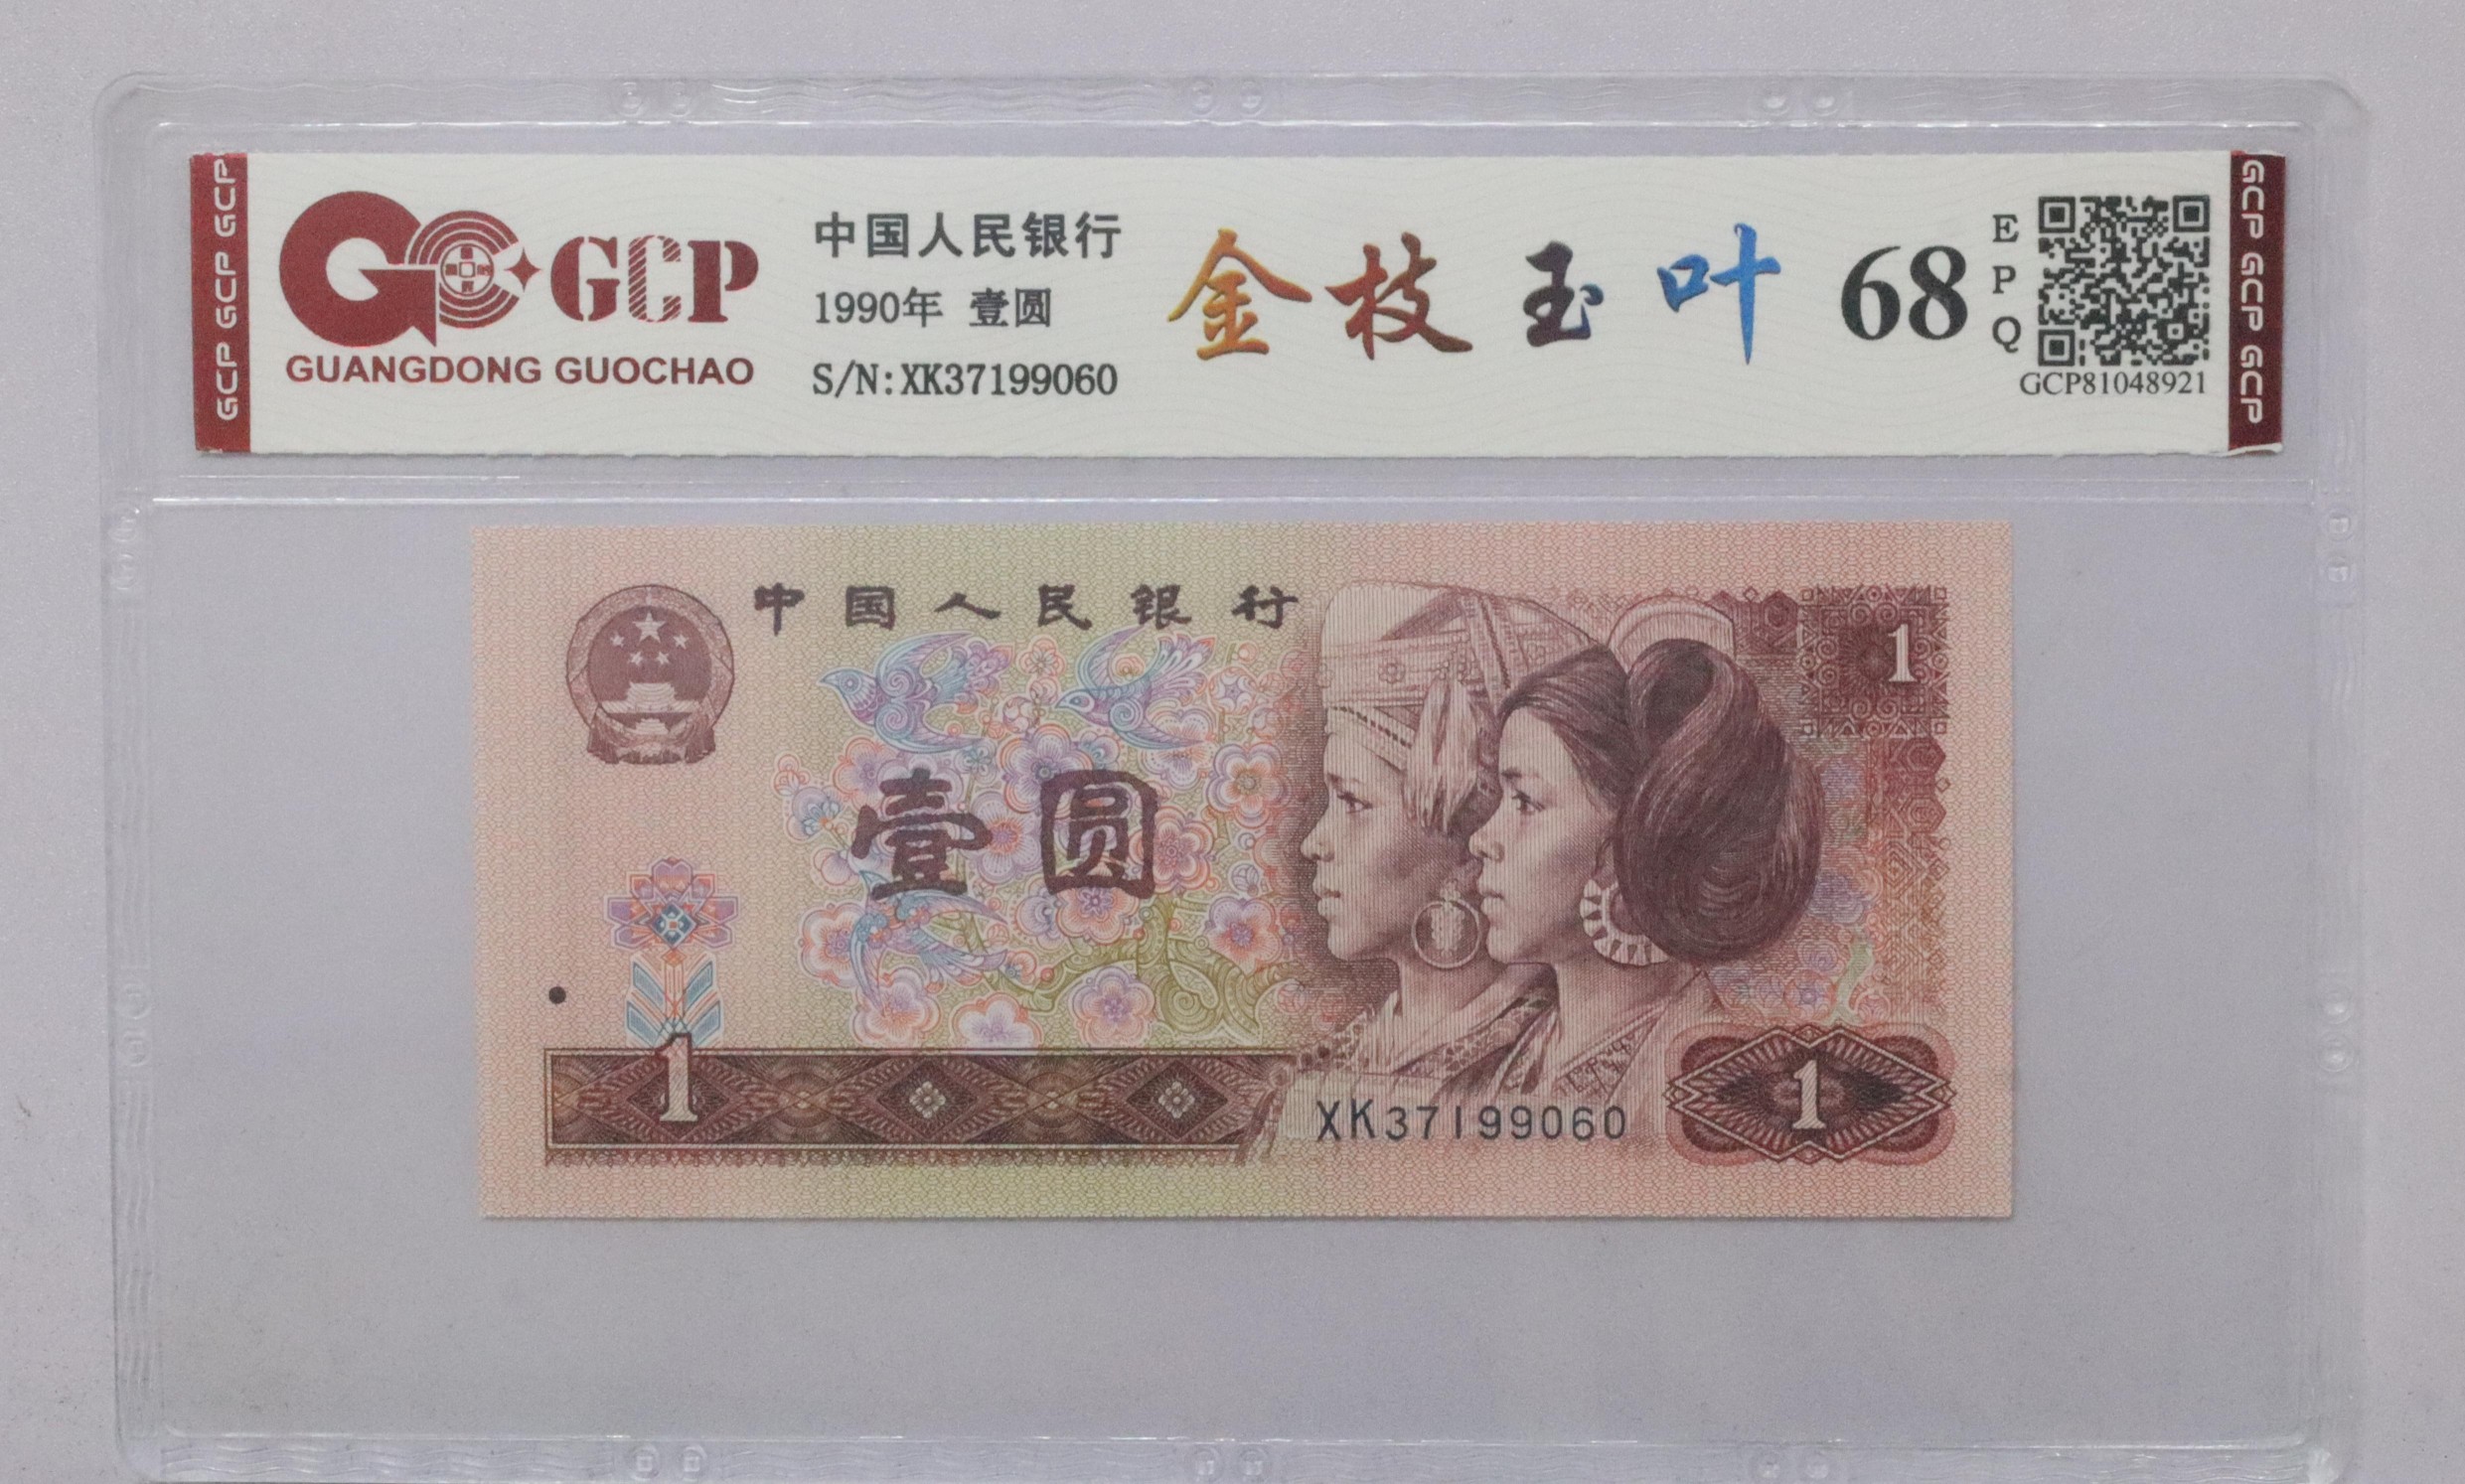 GCP GCP GCP
GCP
GUANGDONG GUOCHAO
中国人民银行
1990年 壹圆
S/N:XK37199060
金枝玉叶
68
EPQ
GCP81048921
GCP GCP GCP
中国人民银行
1
壹圆
1
XK37199060
1